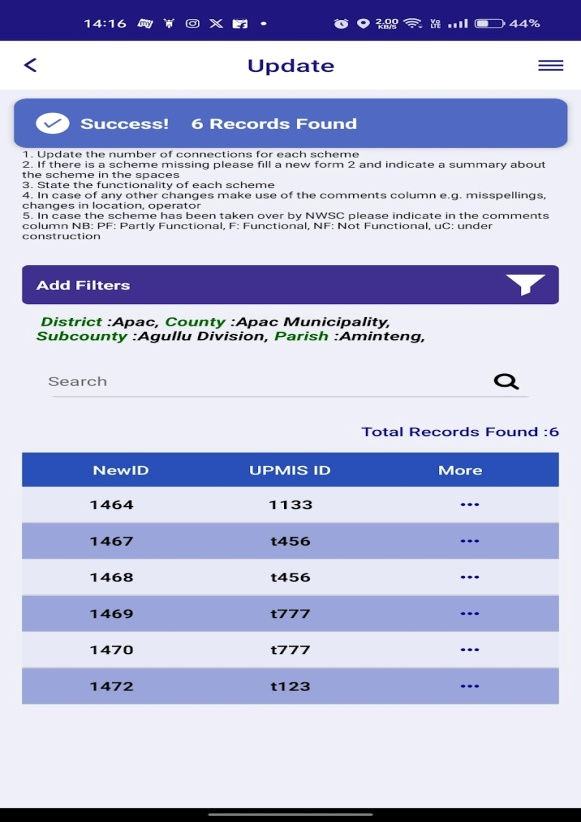 14:16 2.00 KB/S Vo LTE 44%
Update
Success! 6 Records Found
1. Update the number of connections for each scheme
2. If there is a scheme missing please fill a new form 2 and indicate a summary about
the scheme in the spaces
3. State the functionality of each scheme
4. In case of any other changes make use of the comments column e.g. misspellings,
changes in location, operator
5. In case the scheme has been taken over by NWSC please indicate in the comments
column NB: PF: Partly Functional, F: Functional, NF: Not Functional, uC: under
construction
Add Filters
District :Apac, County :Apac Municipality,
Subcounty :Agullu Division, Parish :Aminteng,
Search
Total Records Found :6
NewID UPMIS ID More
1464 1133 •••
1467 t456 •••
1468 t456 •••
1469 t777 •••
1470 t777 •••
1472 t123 •••